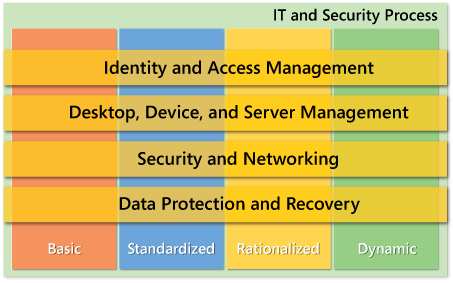 IT and Security Process
Identity and Access Management
Desktop, Device, and Server Management
Security and Networking
Data Protection and Recovery
Basic Standardized Rationalized Dynamic